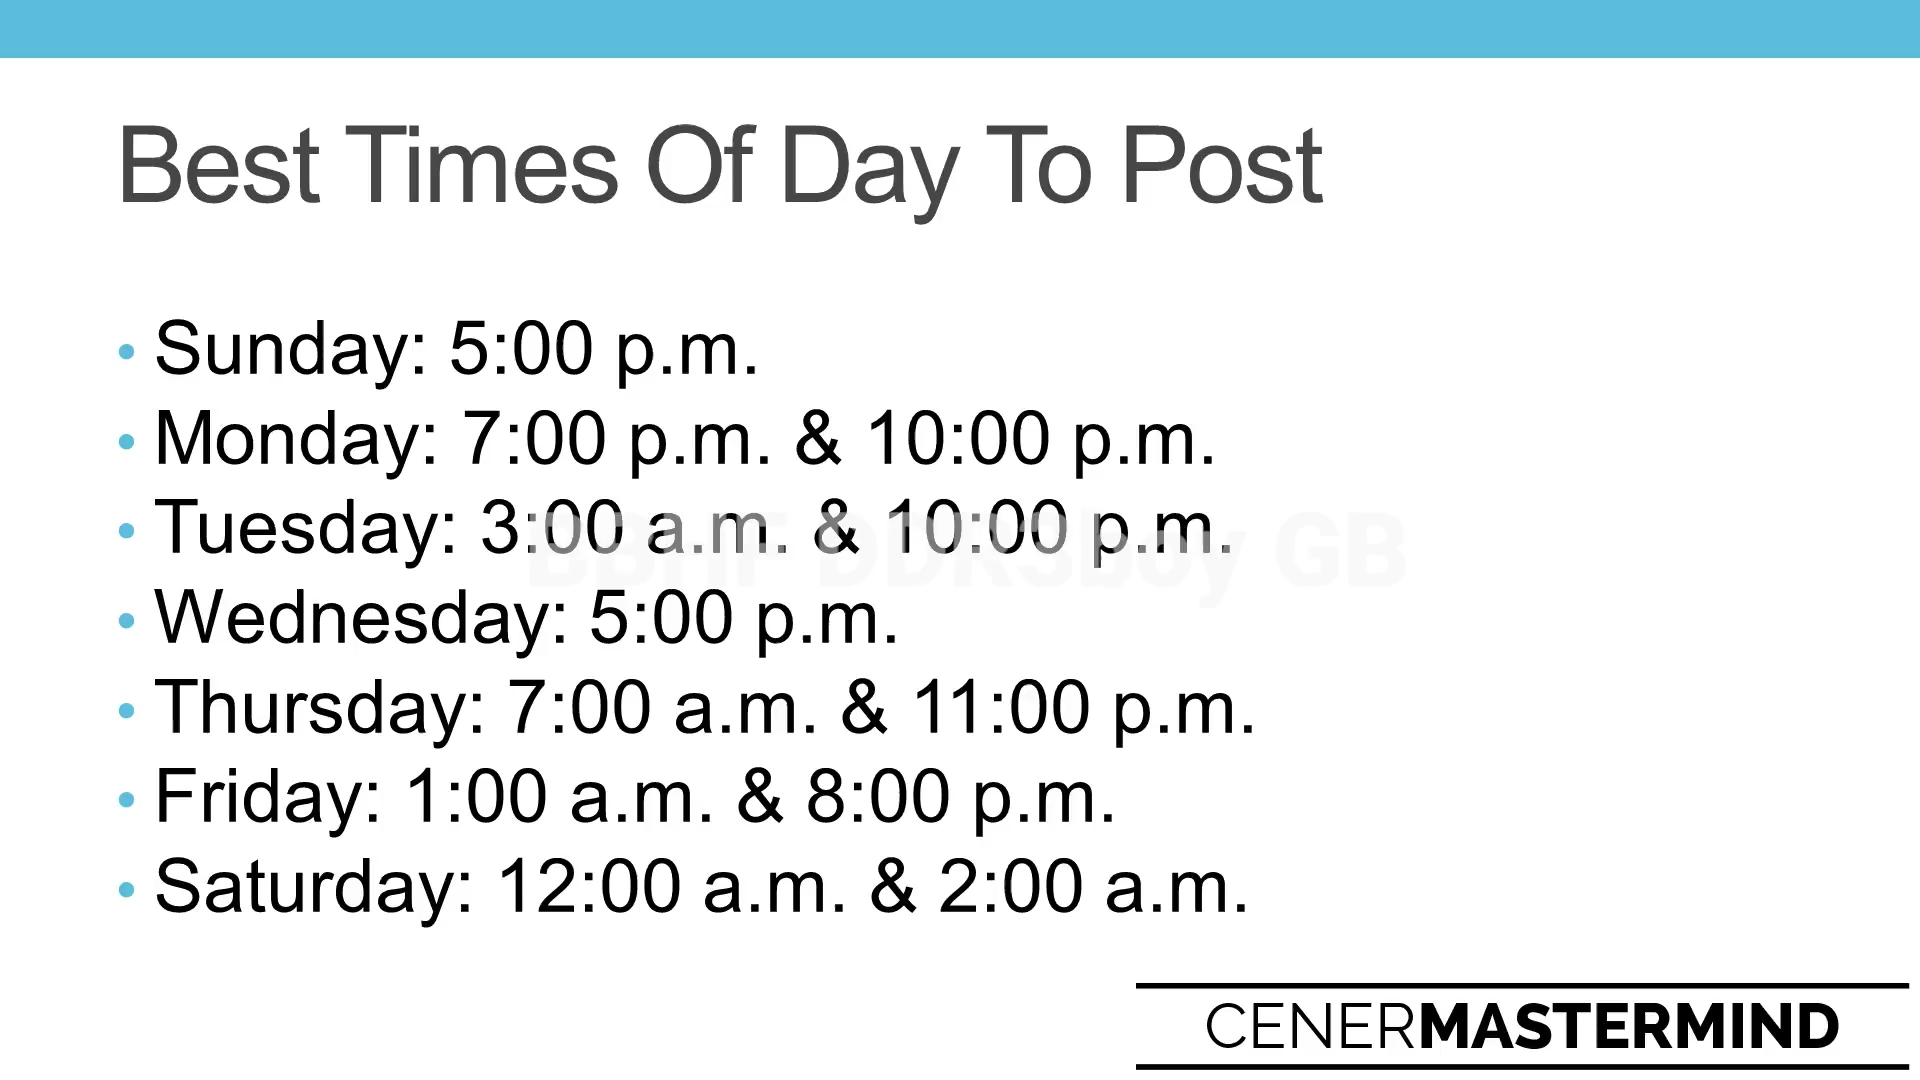 Best Times Of Day To Post
• Sunday: 5:00 p.m.
• Monday: 7:00 p.m. & 10:00 p.m.
• Tuesday: 3:00 a.m. & 10:00 p.m.
• Wednesday: 5:00 p.m.
• Thursday: 7:00 a.m. & 11:00 p.m.
• Friday: 1:00 a.m. & 8:00 p.m.
• Saturday: 12:00 a.m. & 2:00 a.m.
GB
CENERMASTERMIND